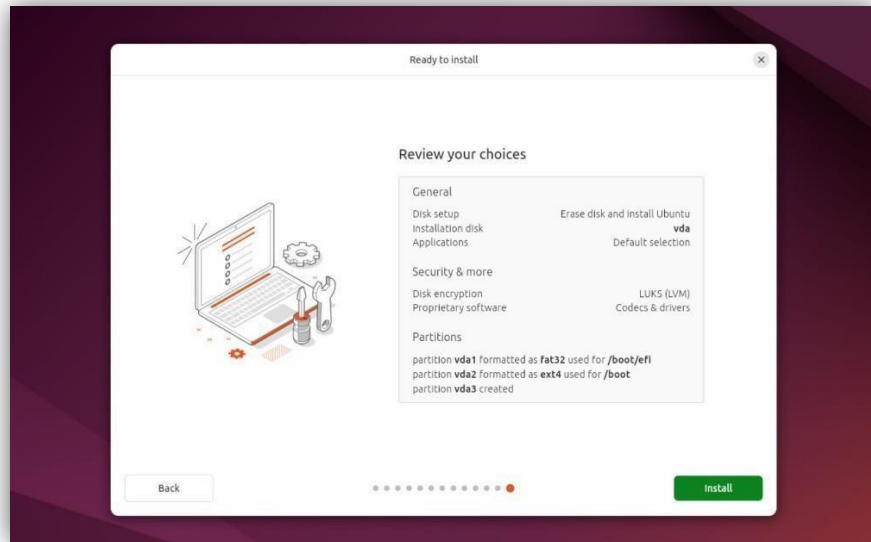 Ready to install
Review your choices
General
Disk setup Erase disk and install Ubuntu
Installation disk vda
Applications Default selection
Security & more
Disk encryption LUKS (LVM)
Proprietary software Codecs & drivers
Partitions
partition vda1 formatted as fat32 used for /boot/efi
partition vda2 formatted as ext4 used for /boot
partition vda3 created
Back Install